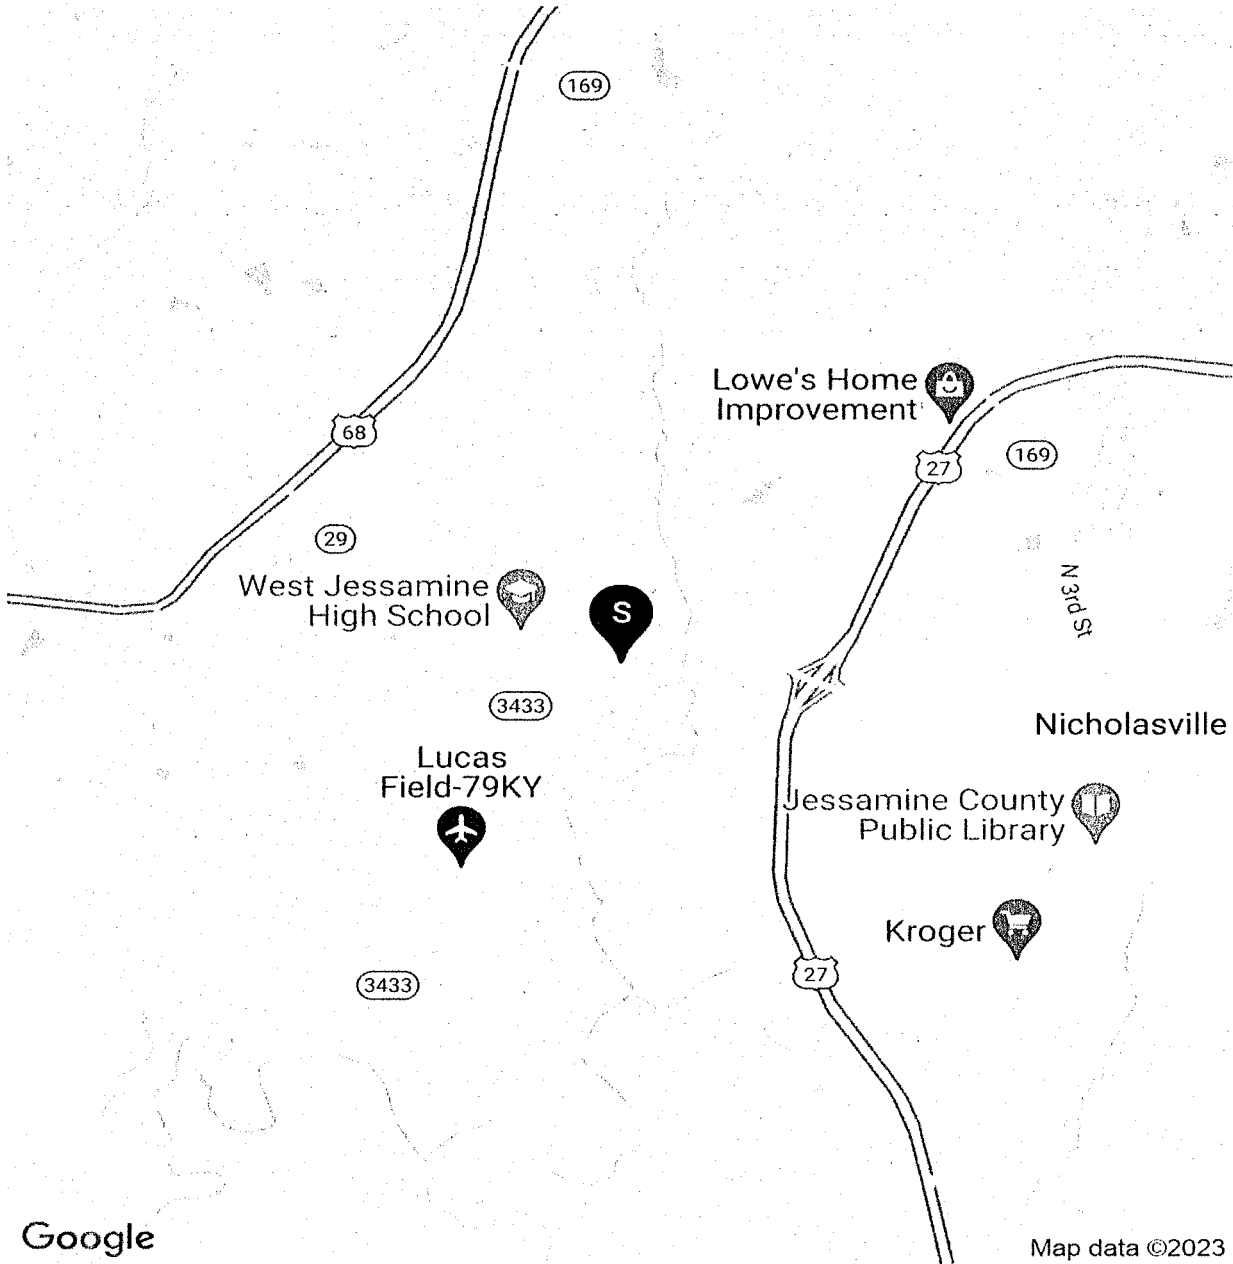 169
Lowe's Home
Improvement
68
27
169
29
West Jessamine
High School
S
N 3rd St
3433
Nicholasville
Lucas
Field-79KY
Jessamine County
Public Library
Kroger
27
3433
Google
Map data ©2023